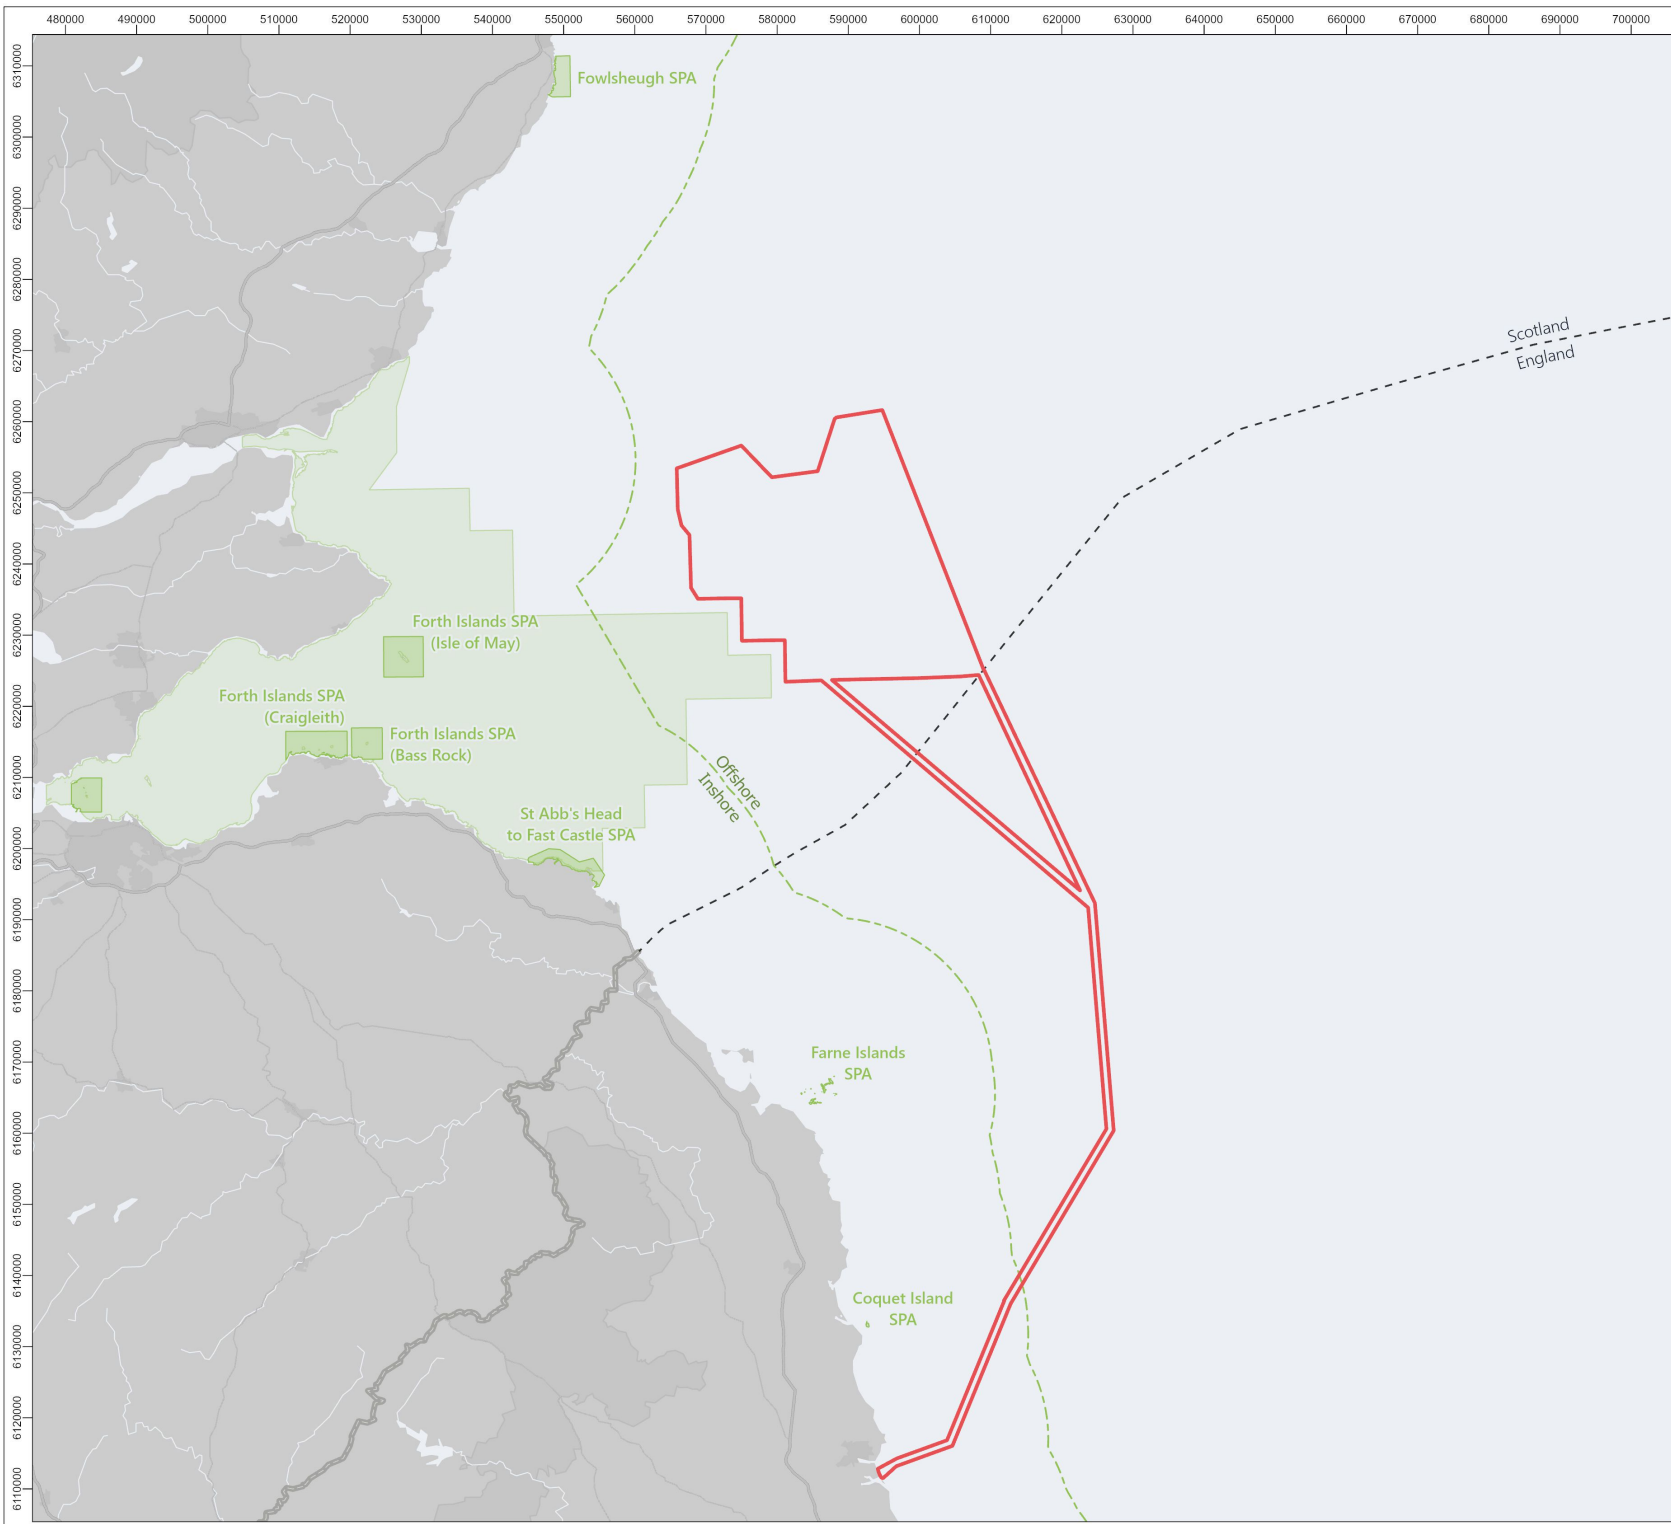 480000
490000
500000
510000
520000
530000
540000
550000
560000
570000
580000
590000
600000
610000
620000
630000
640000
650000
660000
670000
680000
690000
700000
6310000
6300000
6290000
6280000
6270000
6260000
6250000
6240000
6230000
6220000
6210000
6200000
6190000
6180000
6170000
6160000
6150000
6140000
6130000
6120000
6110000
Fowlsheugh SPA
Scotland
England
Forth Islands SPA
(Isle of May)
Forth Islands SPA
(Craigleith)
Forth Islands SPA
(Bass Rock)
Offshore
Inshore
St Abb's Head
to Fast Castle SPA
Farne Islands
SPA
Coquet Island
SPA